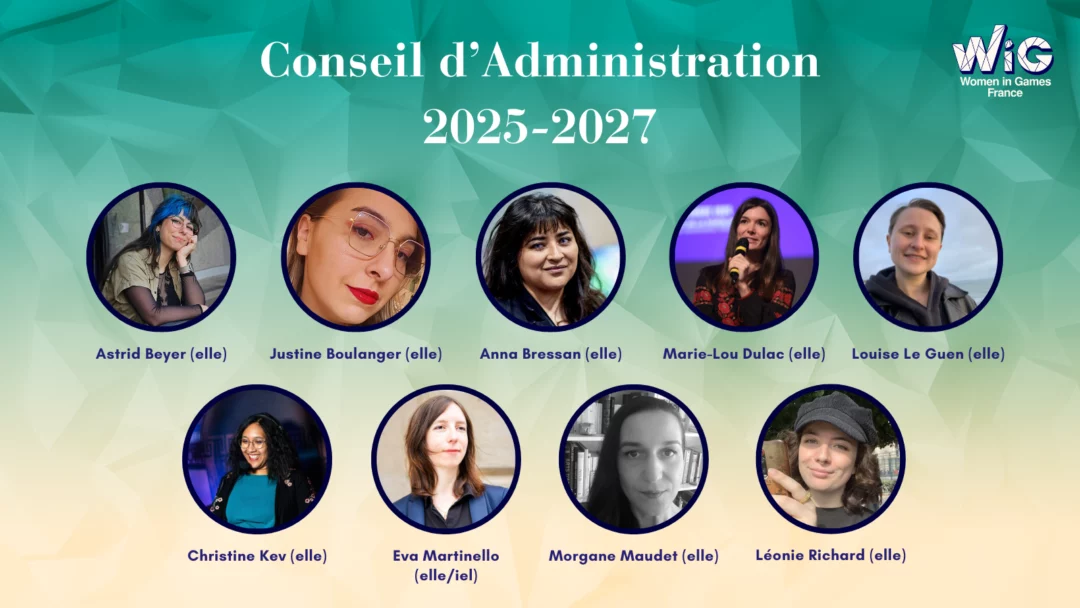 Conseil d'Administration
2025-2027
WiG
Women in Games
France
Astrid Beyer (elle)
Justine Boulanger (elle)
Anna Bressan (elle)
Marie-Lou Dulac (elle)
Louise Le Guen (elle)
Christine Kev (elle)
Eva Martinello
(elle/iel)
Morgane Maudet (elle)
Léonie Richard (elle)